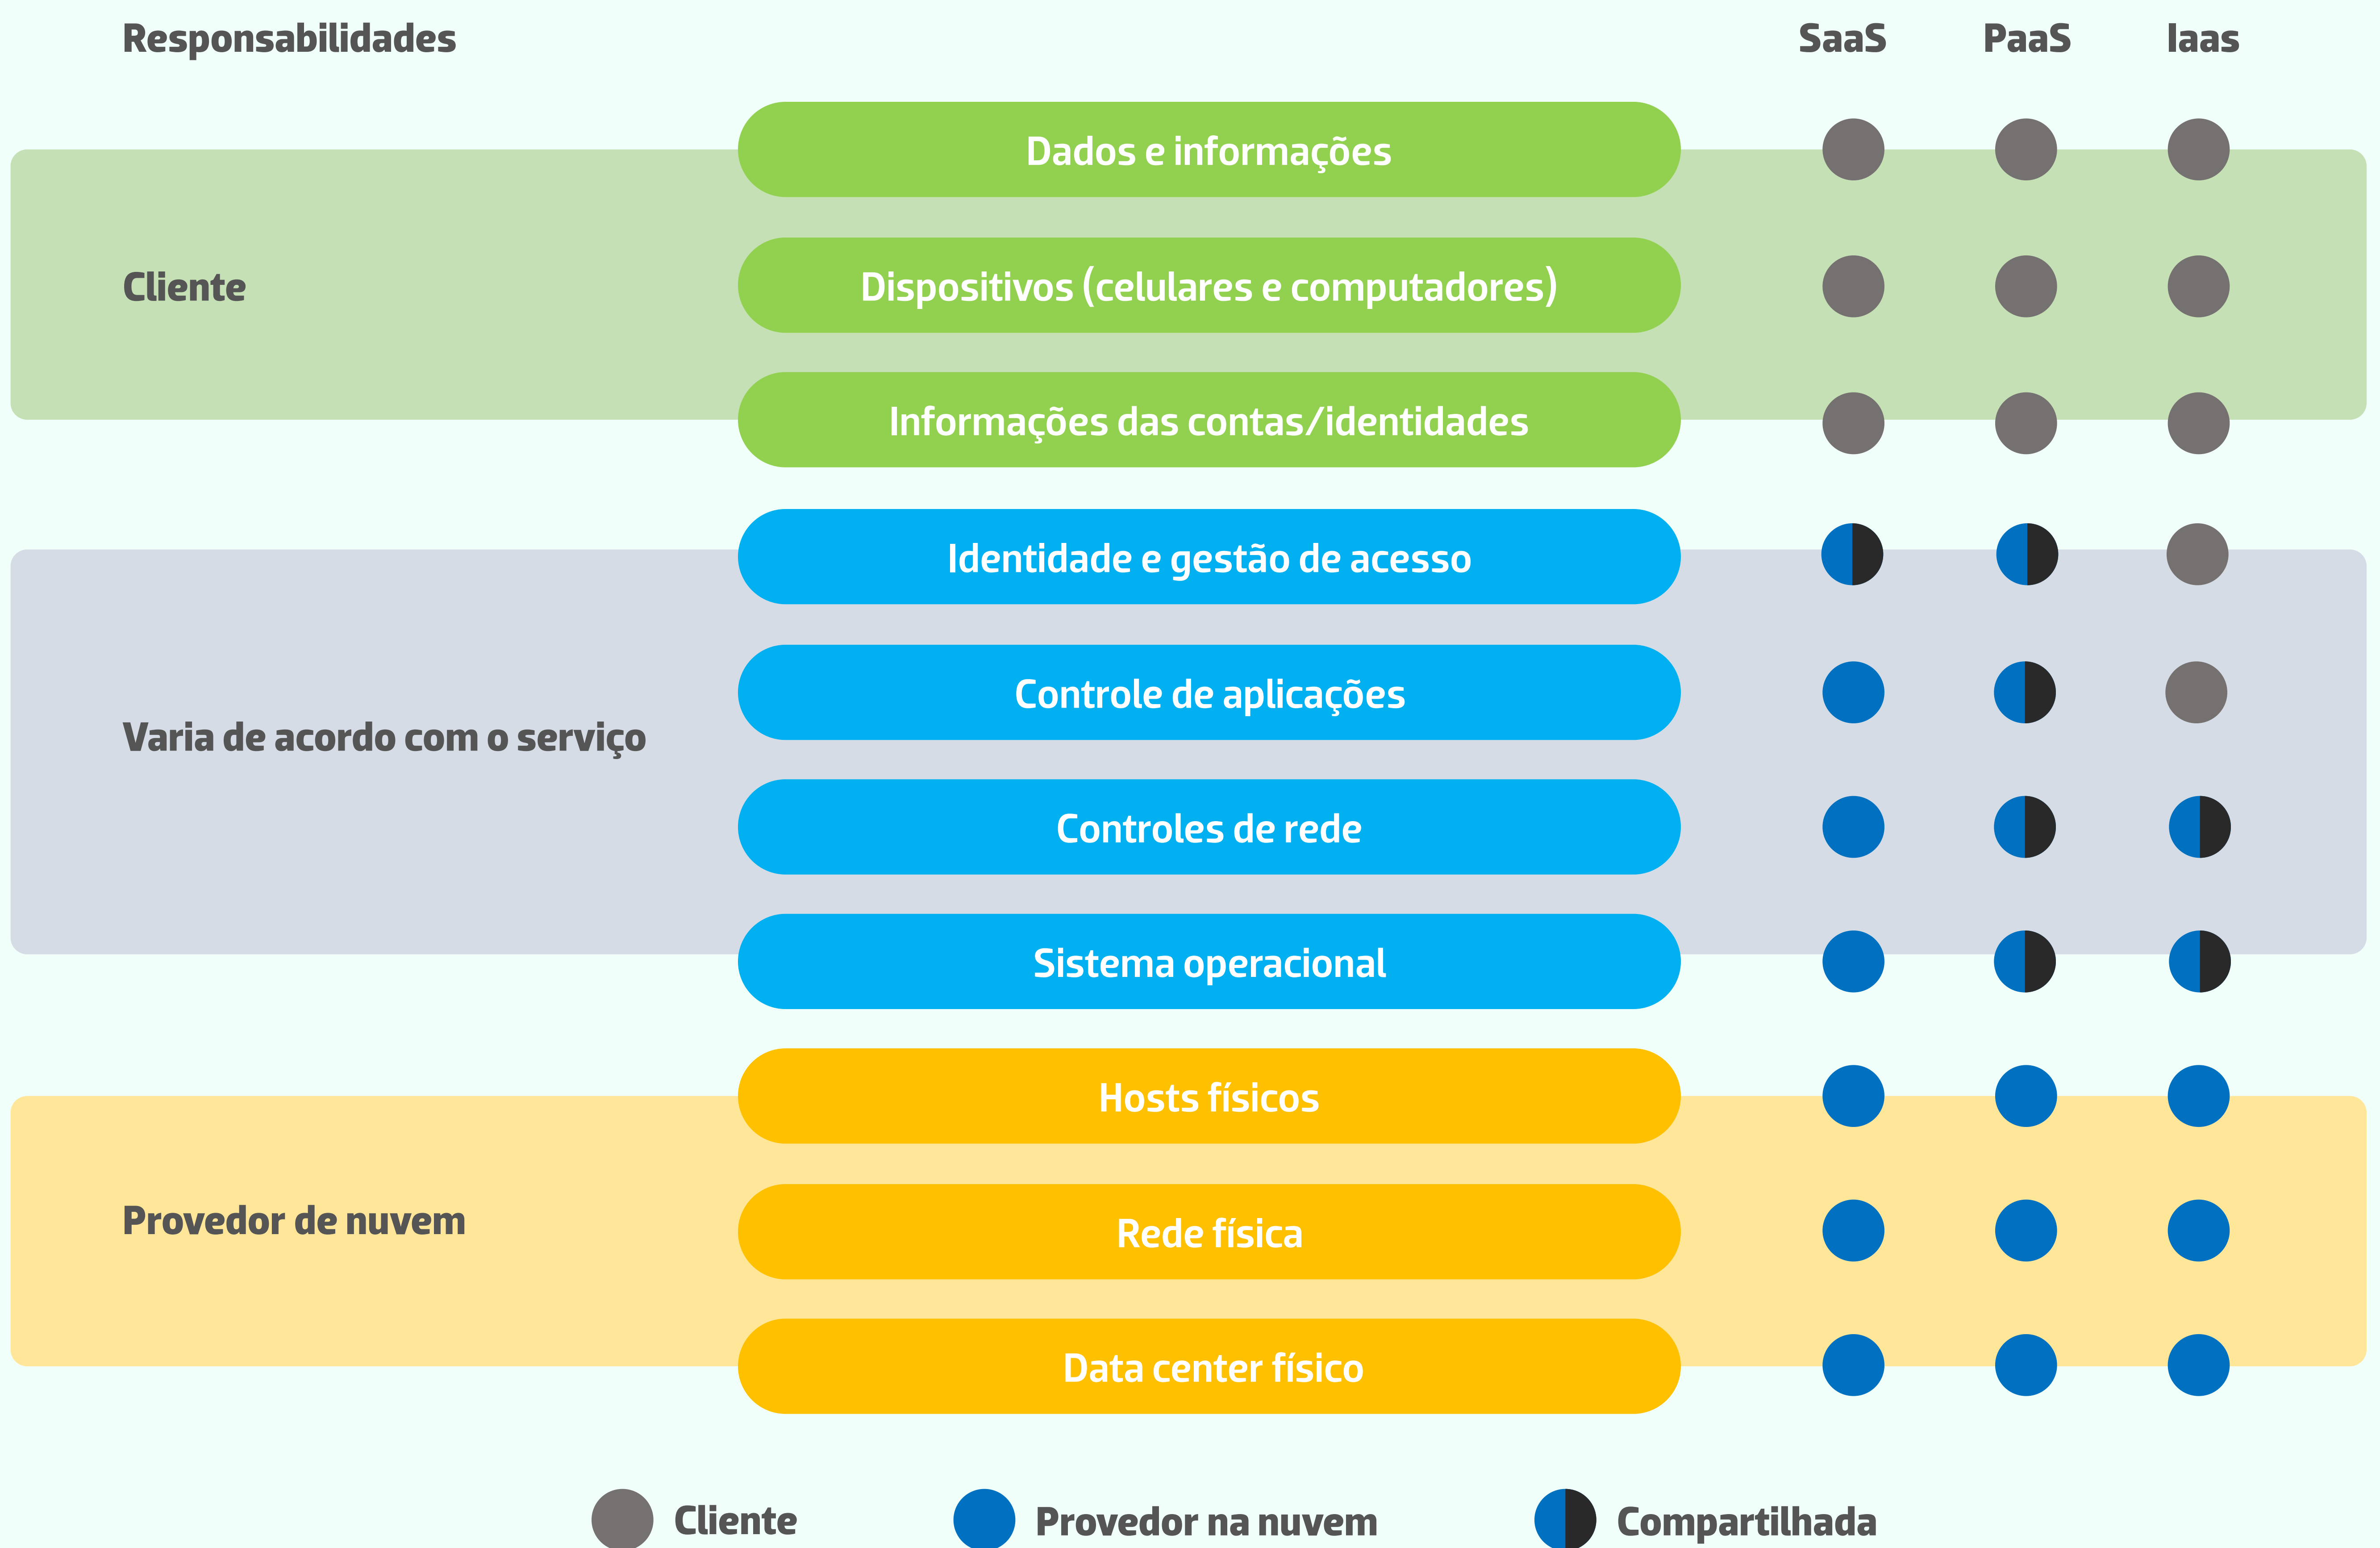 Responsabilidades
SaaS
PaaS
Iaas
Cliente
Dados e informações
Dispositivos (celulares e computadores)
Informações das contas/identidades
Varia de acordo com o serviço
Identidade e gestão de acesso
Controle de aplicações
Controles de rede
Sistema operacional
Provedor de nuvem
Hosts físicos
Rede física
Data center físico
Cliente
Provedor na nuvem
Compartilhada